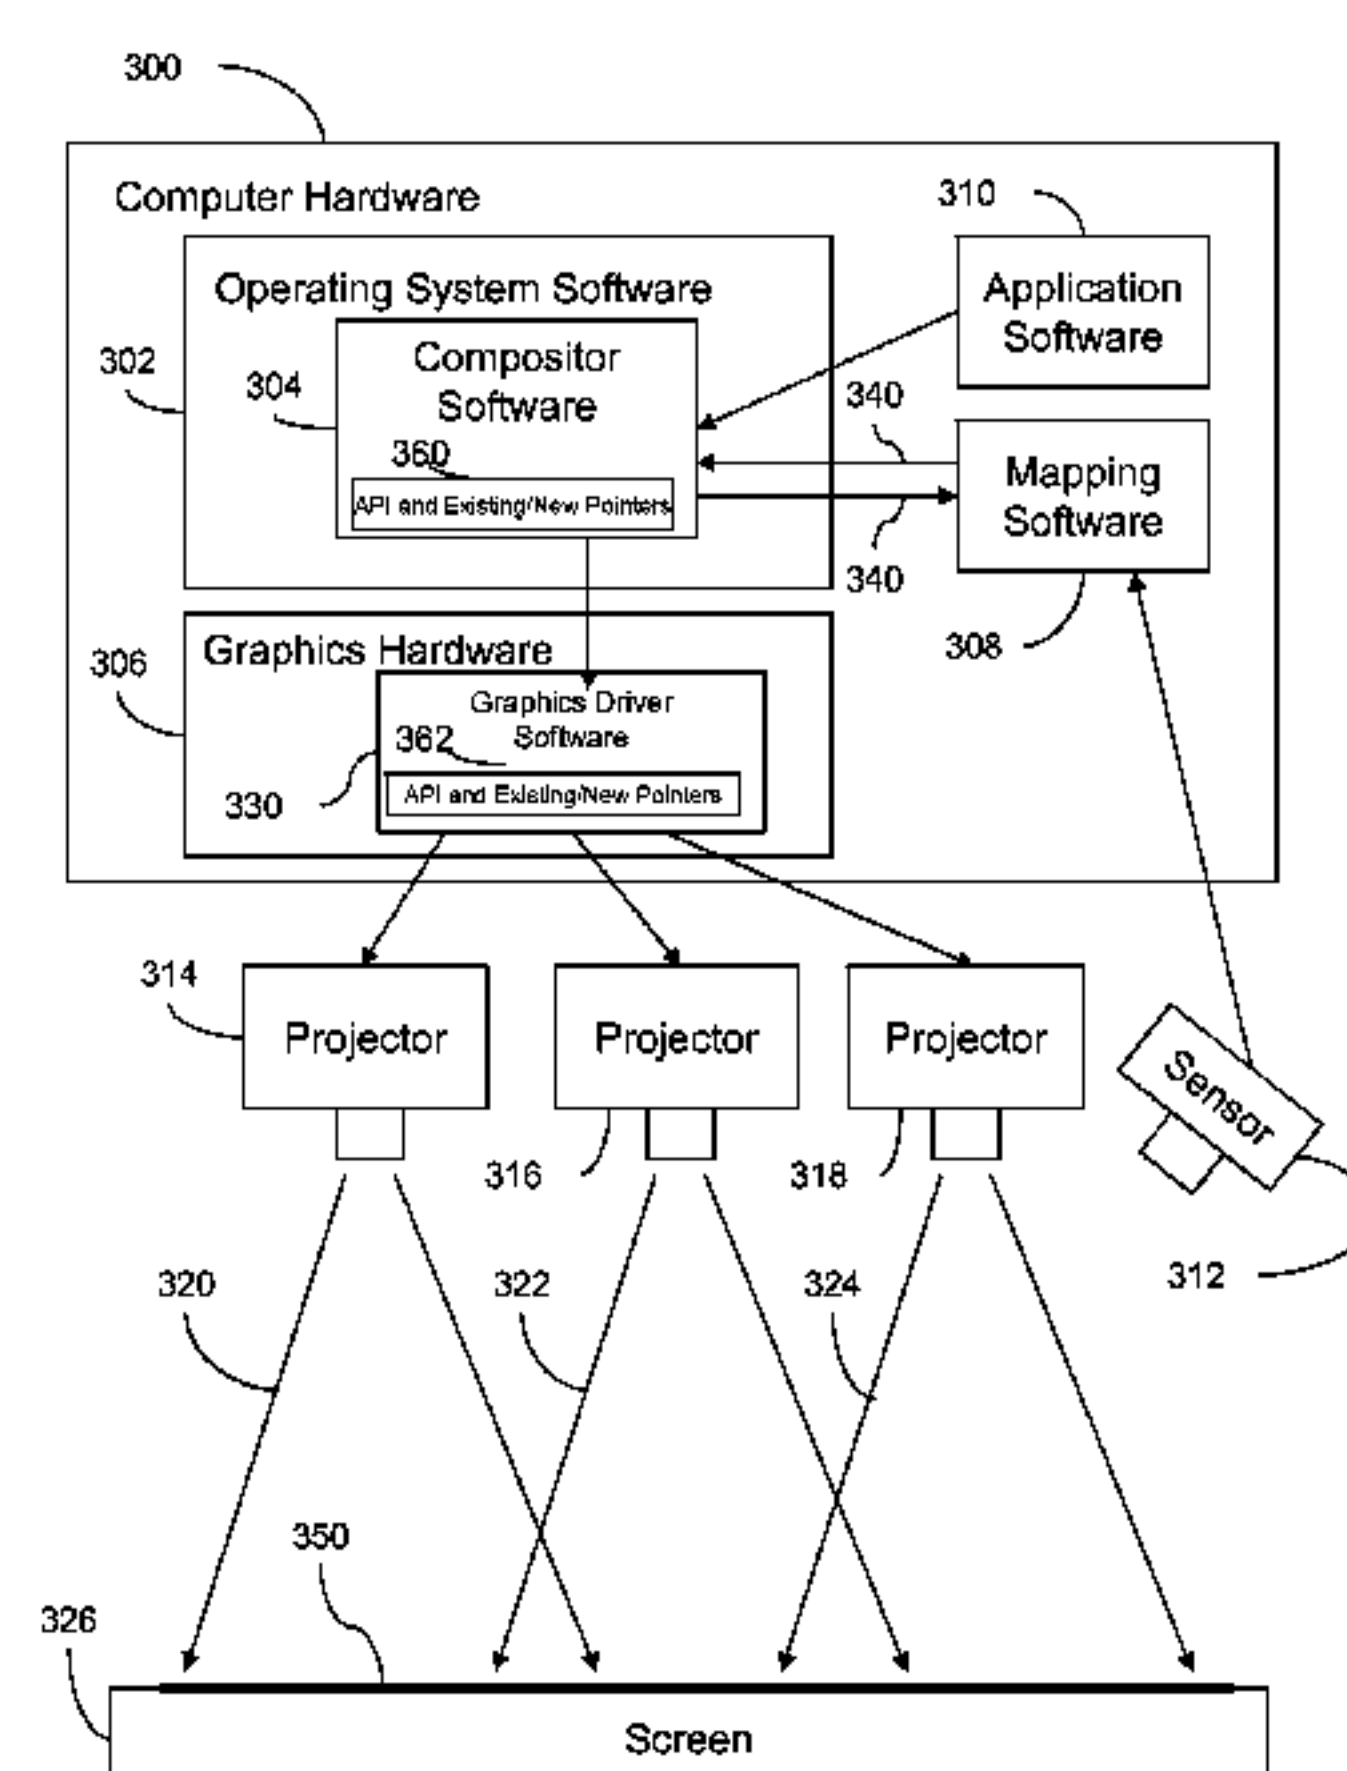 300
Computer Hardware
310
Operating System Software
Application
Software
302
304
Compositor
Software
340
360
API and Existing/New Pointers
Mapping
Software
340
306
Graphics Hardware
308
Graphics Driver
Software
362
330
API and Existing/New Pointers
314
Projector
Projector
Projector
Sensor
316
318
312
320
322
324
350
326
Screen